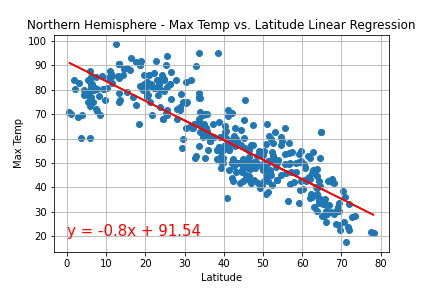 Northern Hemisphere - Max Temp vs. Latitude Linear Regression
100
90
80
70
60
50
40
30
20
Max Temp
y = -0.8x + 91.54
0 10 20 30 40 50 60 70 80
Latitude